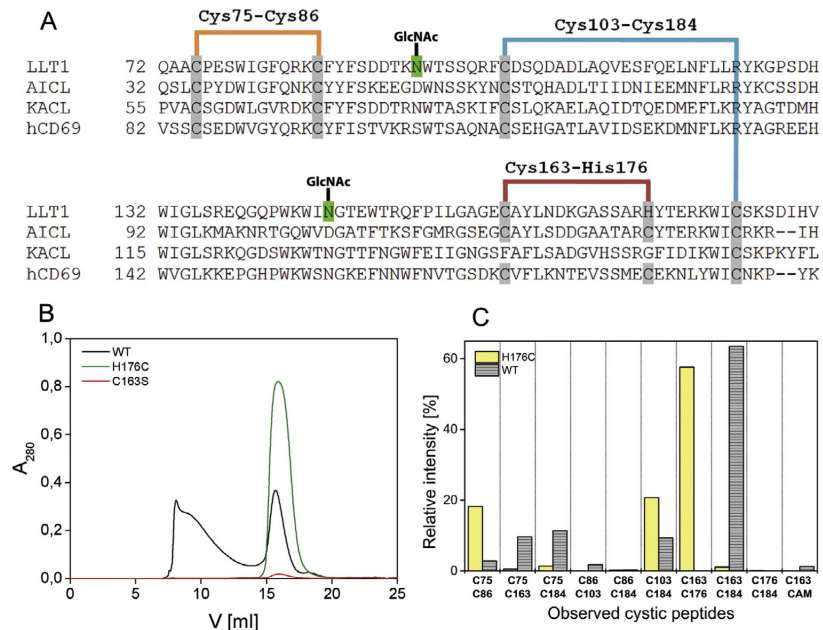 A
Cys75-Cys86
Cys103-Cys184
GlcNAc
LLT1 72 QAACPESWIGFQRKCFYFSDDTKNWTSSQRFCDSQDADLAQVESFQELNFLLRYKGPSDH
AICL 32 QSLCPYDWIGFQNKCYYFSKEEGDWNSSKYNCSTQHADLTIIDNIEEMNFLRRYKCSSDH
KACL 55 PVACSGDWLGVRDKCFYFSDDTRNWTASKIFCSLQKAELAQIDTQEDMEFLKRYAGTDMH
hCD69 82 VSSCSEDWVGYQRKCYFISTVKRSWTSAQNACSEHGATLAVIDSEKDMNFLKRYAGREEH
GlcNAc
Cys163-His176
LLT1 132 WIGLSREQGQPWKWINGTEWTRQFPILGAGECAYLNDKGASSARHYTERKWICSKSDIHV
AICL 92 WIGLKMAKNRTGQWVDGATFTKSFGMRGSEGCAYLSDDGAATARCYTERKWICRKR--IH
KACL 115 WIGLSRKQGDSWKWTNGTTFNGWFEIIGNGSFAFLSADGVHSSRGFIDIKWICSKPKYFL
hCD69 142 WVGLKKEPGHPWKWSNGKEFNNWFNVTGSDKCVFLKNTEVSSMECEKNLYWICNKP--YK
B
WT
H176C
C163S
1,0
0,8
0,6
0,4
0,2
0,0
A280
0 5 10 15 20 25
V [ml]
C
H176C
WT
60
40
20
0
Relative intensity [%]
C75 C75 C75 C86 C86 C103 C163 C163 C176 C163
C86 C163 C184 C103 C184 C184 C176 C184 C184 CAM
Observed cystic peptides